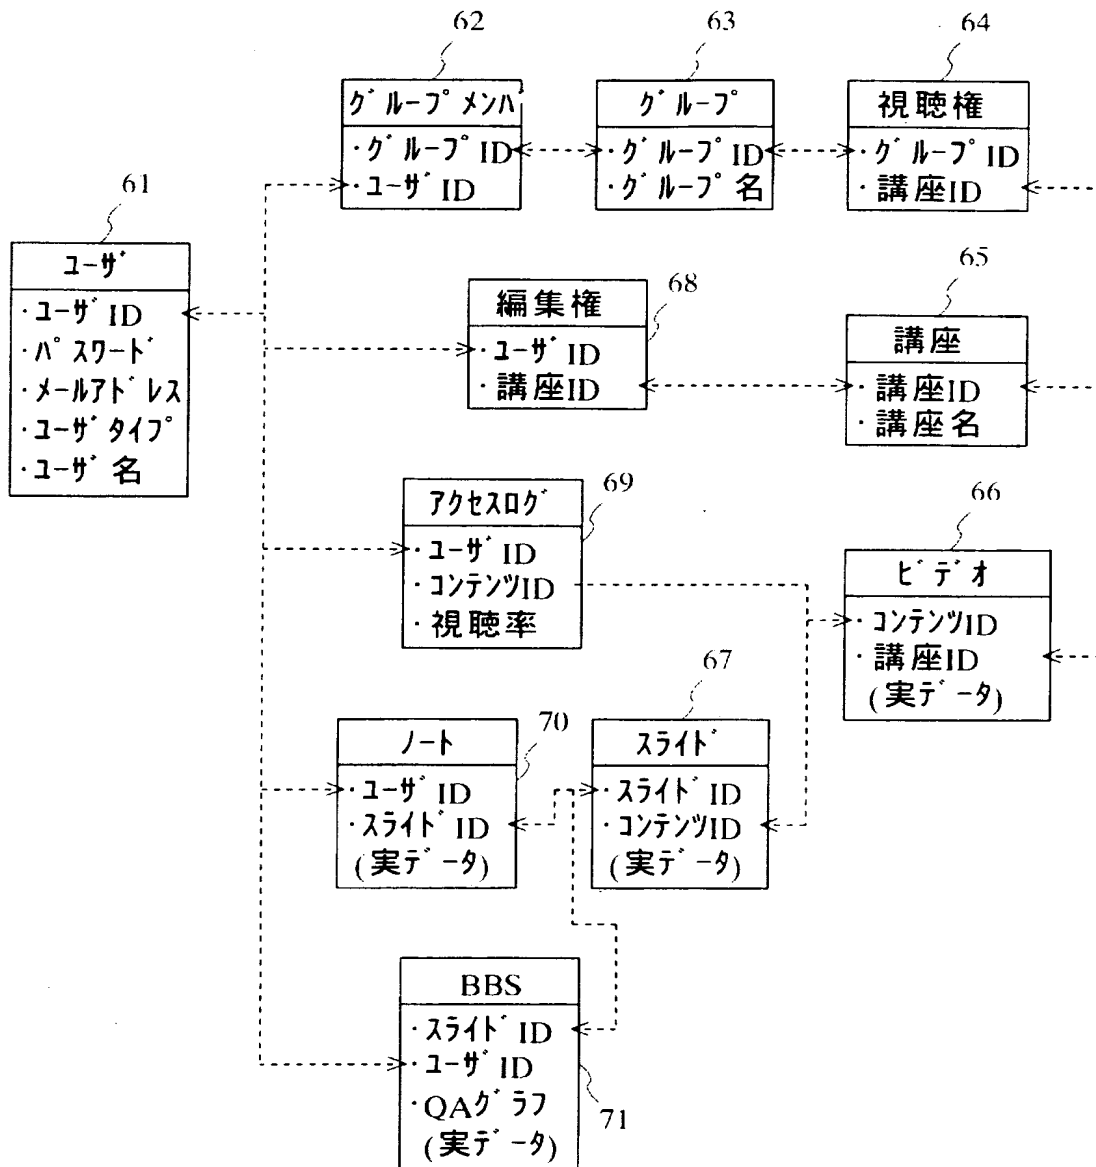 62
63
64
グループメンバ
・グループID
・ユーザID
グループ
・グループID
・グループ名
視聴権
・グループID
・講座ID
61
ユーザ
・ユーザID
・パスワード
・メールアドレス
・ユーザタイプ
・ユーザ名
68
編集権
・ユーザID
・講座ID
65
講座
・講座ID
・講座名
69
アクセスログ
・ユーザID
・コンテンツID
・視聴率
66
ビデオ
・コンテンツID
・講座ID
(実データ)
70
ノート
・ユーザID
・スライドID
(実データ)
67
スライド
・スライドID
・コンテンツID
(実データ)
BBS
・スライドID
・ユーザID
・QAグラフ
(実データ)
71